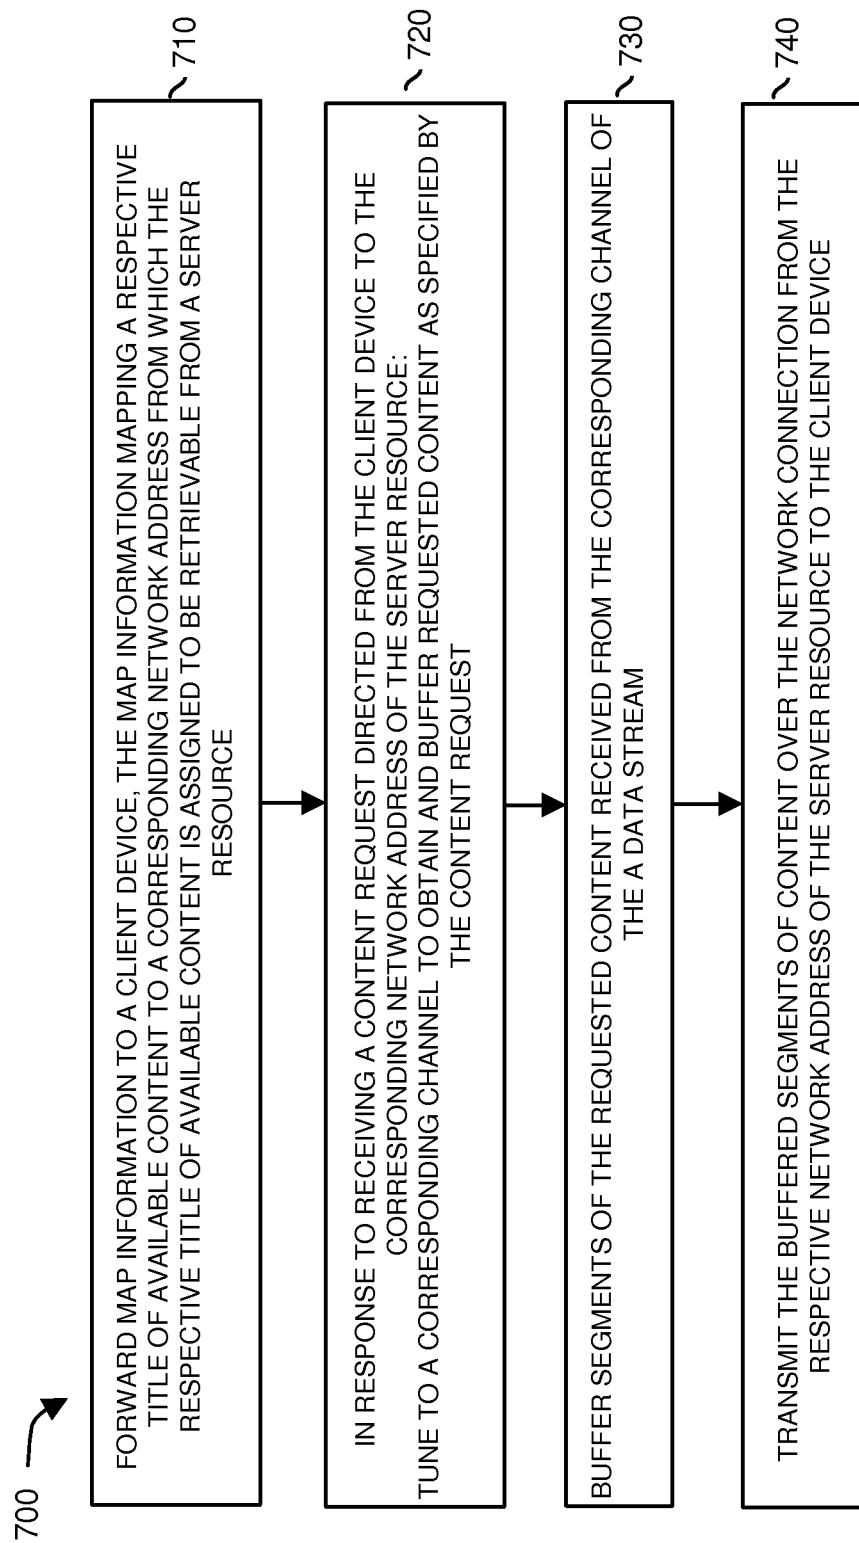 700
FORWARD MAP INFORMATION TO A CLIENT DEVICE, THE MAP INFORMATION MAPPING A RESPECTIVE
TITLE OF AVAILABLE CONTENT TO A CORRESPONDING NETWORK ADDRESS FROM WHICH THE
RESPECTIVE TITLE OF AVAILABLE CONTENT IS ASSIGNED TO BE RETRIEVABLE FROM A SERVER
RESOURCE
710
IN RESPONSE TO RECEIVING A CONTENT REQUEST DIRECTED FROM THE CLIENT DEVICE TO THE
CORRESPONDING NETWORK ADDRESS OF THE SERVER RESOURCE:
TUNE TO A CORRESPONDING CHANNEL TO OBTAIN AND BUFFER REQUESTED CONTENT AS SPECIFIED BY
THE CONTENT REQUEST
720
BUFFER SEGMENTS OF THE REQUESTED CONTENT RECEIVED FROM THE CORRESPONDING CHANNEL OF
THE A DATA STREAM
730
TRANSMIT THE BUFFERED SEGMENTS OF CONTENT OVER THE NETWORK CONNECTION FROM THE
RESPECTIVE NETWORK ADDRESS OF THE SERVER RESOURCE TO THE CLIENT DEVICE
740